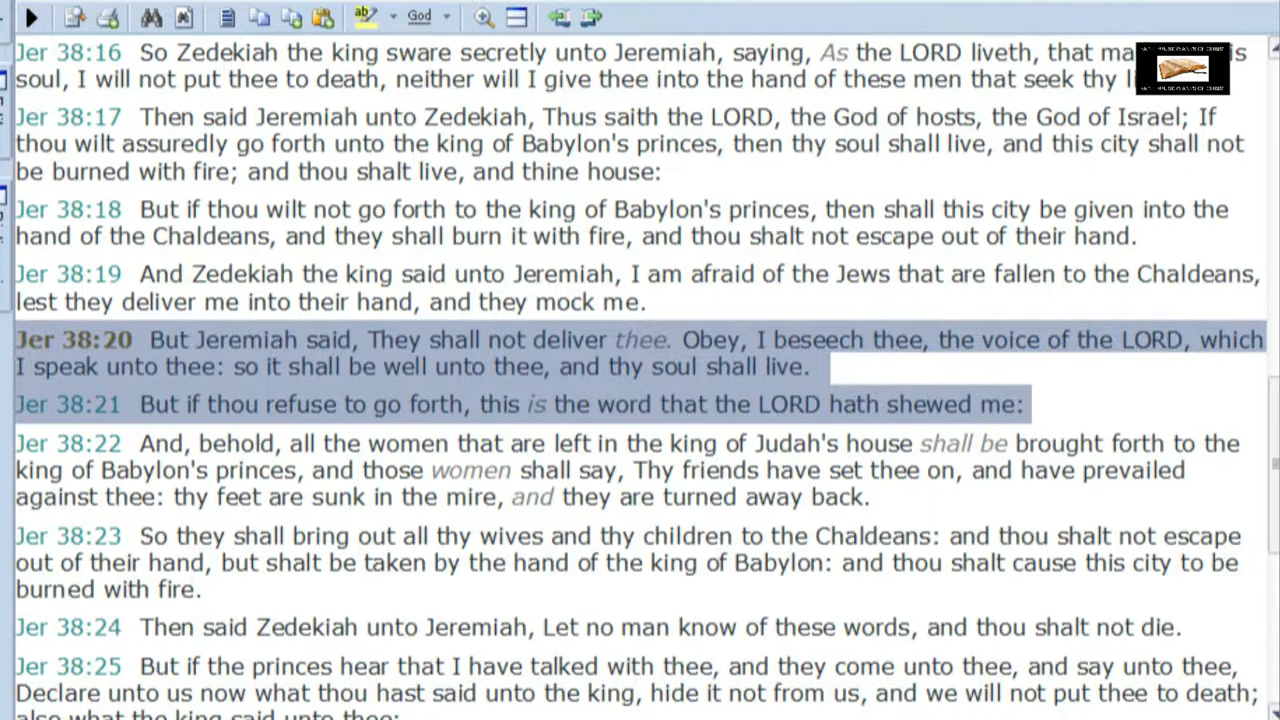 God
Jer 38:16 So Zedekiah the king sware secretly unto Jeremiah, saying, As the LORD liveth, that is
soul, I will not put thee to death, neither will I give thee into the hand of these men that seek thy
Jer 38:17 Then said Jeremiah unto Zedekiah, Thus saith the LORD, the God of hosts, the God of Israel; If
thou wilt assuredly go forth unto the king of Babylon's princes, then thy soul shall live, and this city shall not
be burned with fire; and thou shalt live, and thine house:
Jer 38:18 But if thou wilt not go forth to the king of Babylon's princes, then shall this city be given into the
hand of the Chaldeans, and they shall burn it with fire, and thou shalt not escape out of their hand.
Jer 38:19 And Zedekiah the king said unto Jeremiah, I am afraid of the Jews that are fallen to the Chaldeans,
lest they deliver me into their hand, and they mock me.
Jer 38:20 But Jeremiah said, They shall not deliver thee. Obey, I beseech thee, the voice of the LORD, which
I speak unto thee: so it shall be well unto thee, and thy soul shall live.
Jer 38:21 But if thou refuse to go forth, this is the word that the LORD hath shewed me:
Jer 38:22 And, behold, all the women that are left in the king of Judah's house shall be brought forth to the
king of Babylon's princes, and those women shall say, Thy friends have set thee on, and have prevailed
against thee: thy feet are sunk in the mire, and they are turned away back.
Jer 38:23 So they shall bring out all thy wives and thy children to the Chaldeans: and thou shalt not escape
out of their hand, but shalt be taken by the hand of the king of Babylon: and thou shalt cause this city to be
burned with fire.
Jer 38:24 Then said Zedekiah unto Jeremiah, Let no man know of these words, and thou shalt not die.
Jer 38:25 But if the princes hear that I have talked with thee, and they come unto thee, and say unto thee,
Declare unto us now what thou hast said unto the king, hide it not from us, and we will not put thee to death;
also what the king said unto thee: